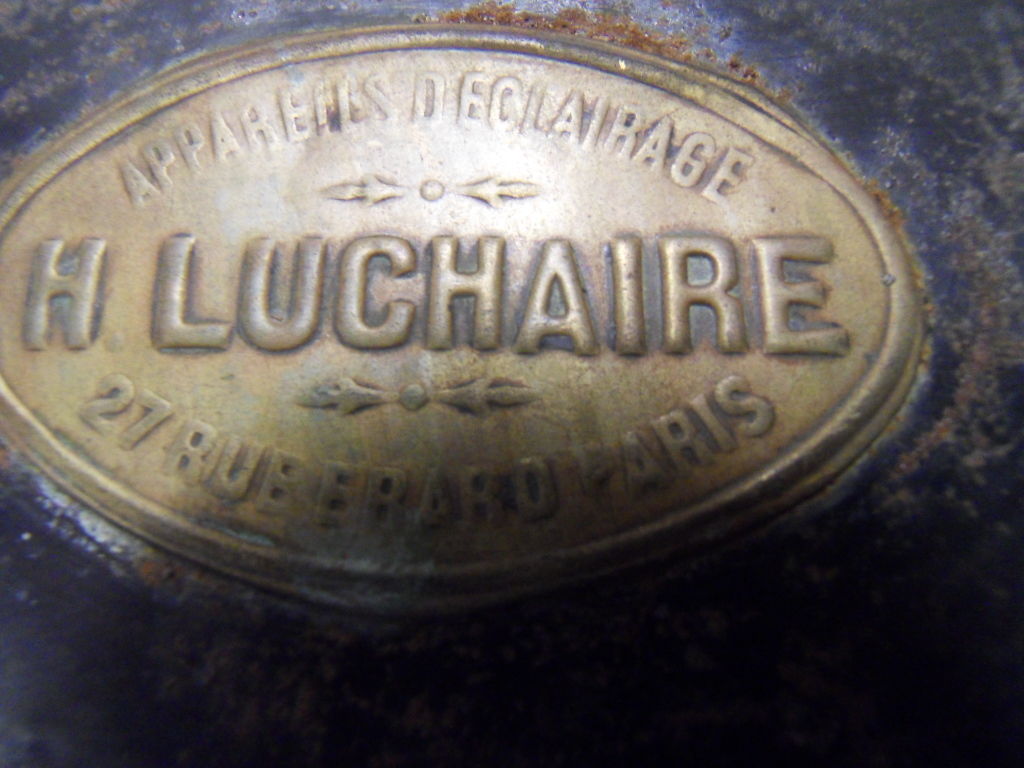 APPAREILS D'ECLAIRAGE
H. LUCHAIRE
27 RUE ERARD PARIS